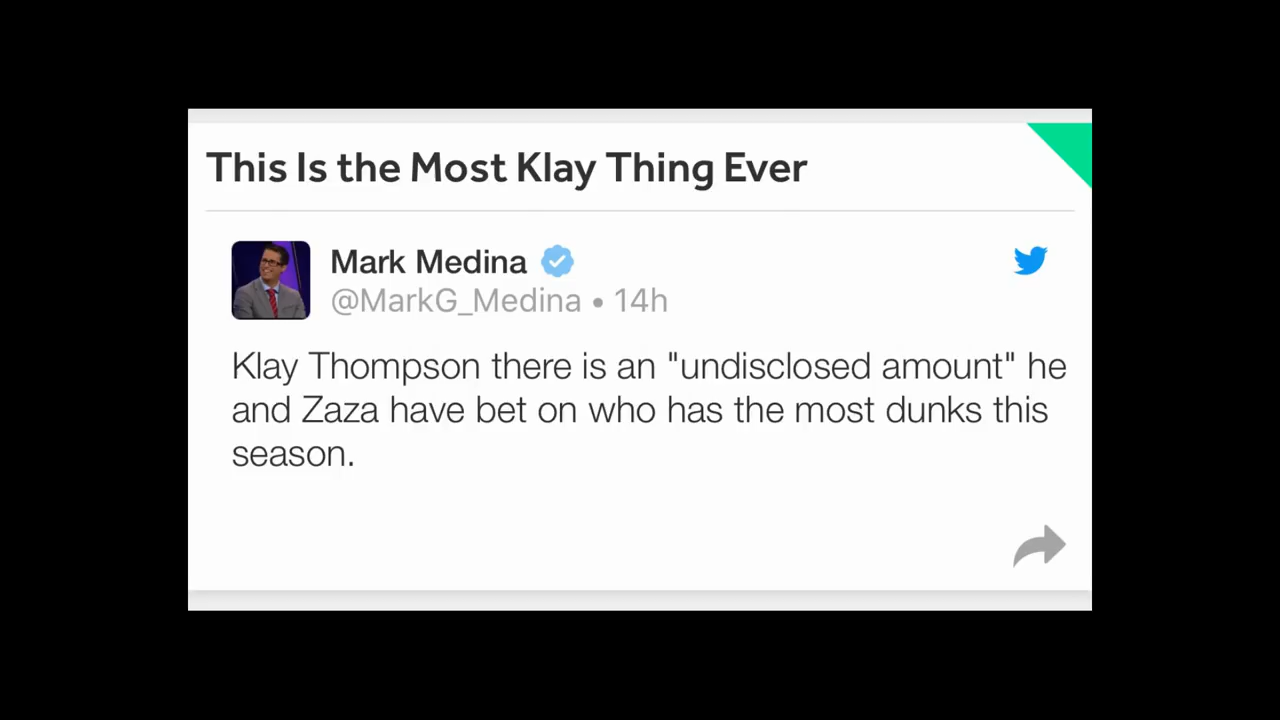 This Is the Most Klay Thing Ever
Mark Medina
@MarkG_Medina • 14h
Klay Thompson there is an "undisclosed amount" he
and Zaza have bet on who has the most dunks this
season.